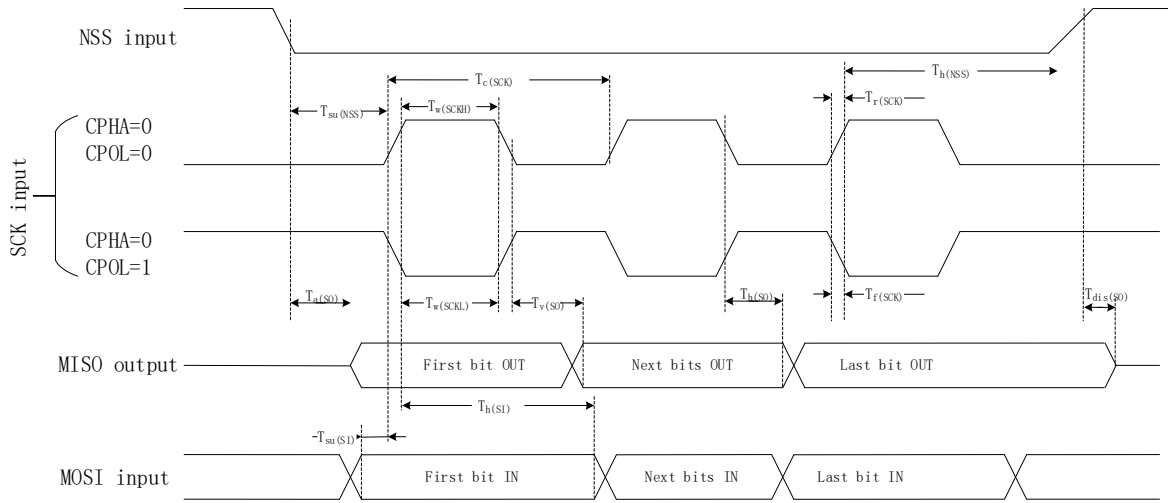 NSS input
Tc(SCK)
Th(NSS)
Tsu(NSS)
Tw(SCKH)
Tr(SCK)
SCK input
CPHA=0
CPOL=0
CPHA=0
CPOL=1
Ta(SO)
Tw(SCKL)
Tv(SO)
Th(SO)
Tf(SCK)
Tdis(SO)
MISO output
First bit OUT
Next bits OUT
Last bit OUT
Th(SI)
Tsu(SI)
MOSI input
First bit IN
Next bits IN
Last bit IN